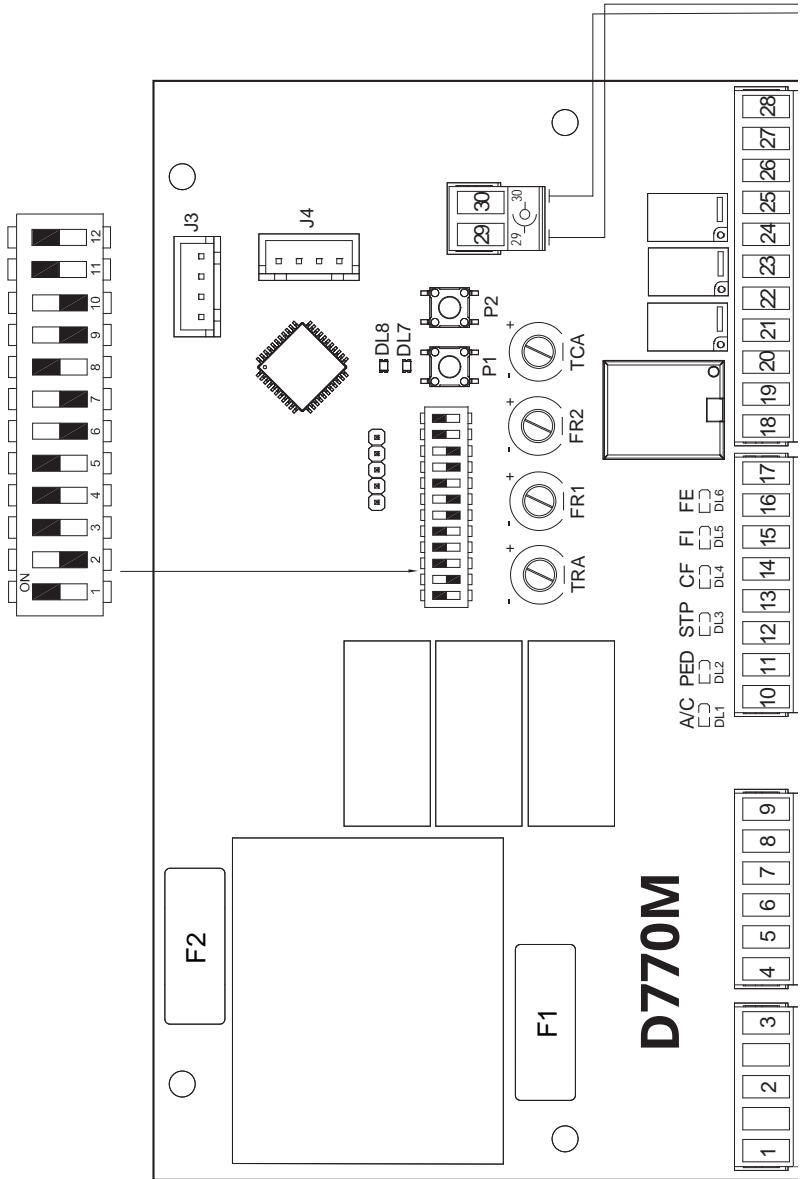 ON
1 2 3 4 5 6 7 8 9 10 11 12
J3
J4
F2
F1
DL8
DL7
P1 P2
29 30
29 30
- +
- +
- +
- +
TRA FR1 FR2 TCA
D770M
A/C PED STP CF FI FE
DL1 DL2 DL3 DL4 DL5 DL6
1 2 3
4 5 6 7 8 9
10 11 12 13 14 15 16 17
18 19 20 21 22 23 24 25 26 27 28